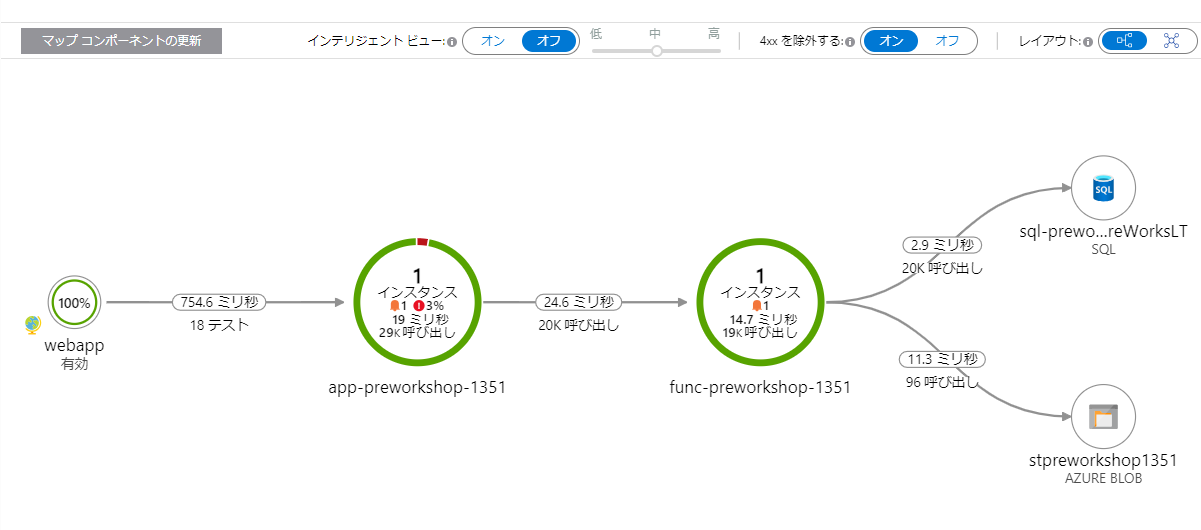 マップ コンポーネントの更新
インテリジェント ビュー:
オン
オフ
低
中
高
4xx を除外する:
オン
オフ
レイアウト:
100%
webapp
有効
754.6 ミリ秒
18 テスト
1
インスタンス
1 3%
19 ミリ秒
29K 呼び出し
app-preworkshop-1351
24.6 ミリ秒
20K 呼び出し
1
インスタンス
1
14.7 ミリ秒
19K 呼び出し
func-preworkshop-1351
2.9 ミリ秒
20K 呼び出し
SQL
sql-prewo...reWorksLT
SQL
11.3 ミリ秒
96 呼び出し
stpreworkshop1351
AZURE BLOB